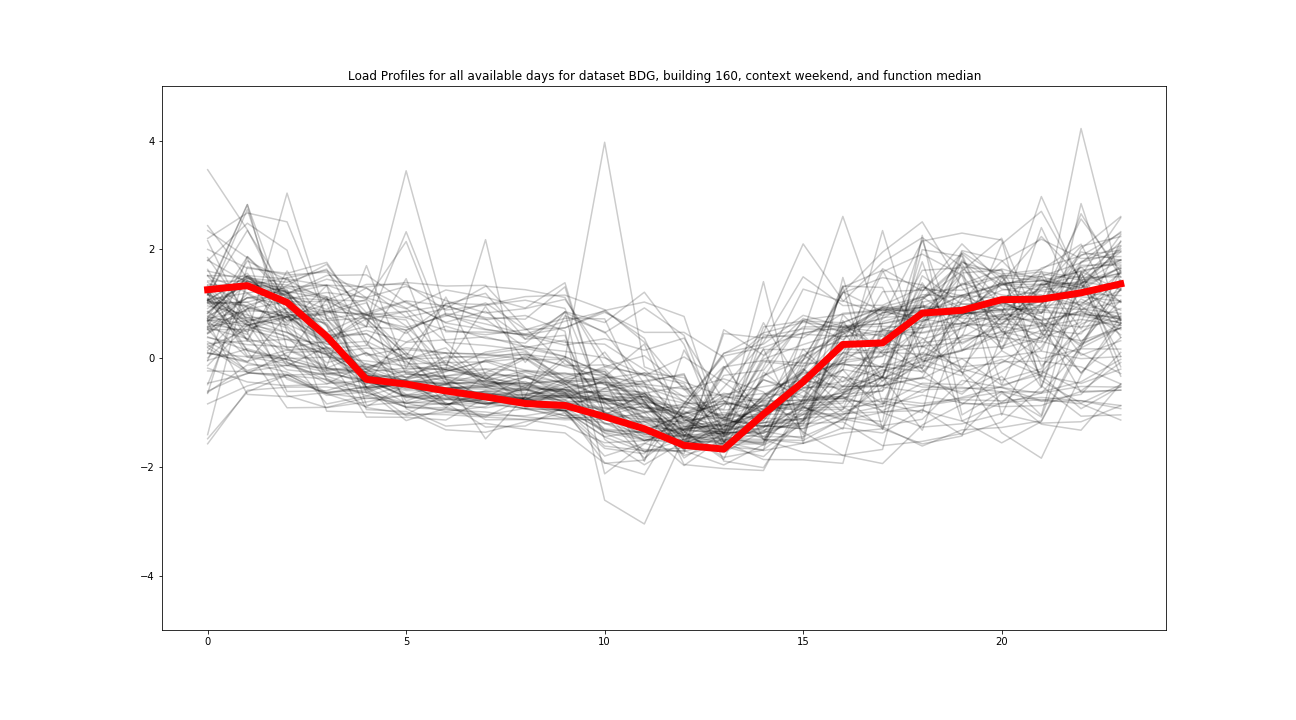 Load Profiles for all available days for dataset BDG, building 160, context weekend, and function median
4
2
0
−2
−4
0 5 10 15 20